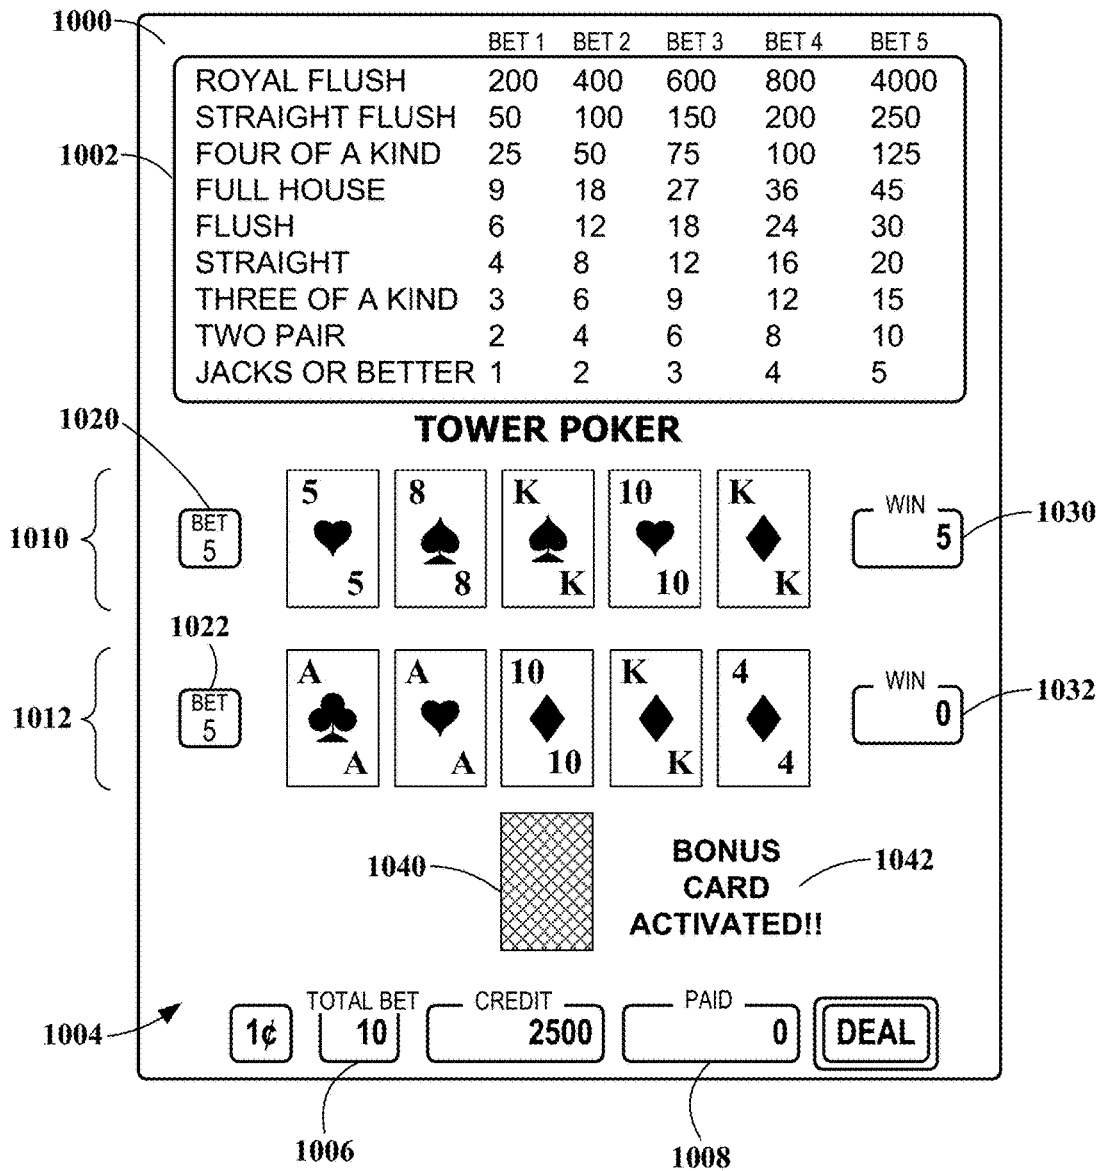 1000
BET 1 BET 2 BET 3 BET 4 BET 5
ROYAL FLUSH 200 400 600 800 4000
STRAIGHT FLUSH 50 100 150 200 250
1002
FOUR OF A KIND 25 50 75 100 125
FULL HOUSE 9 18 27 36 45
FLUSH 6 12 18 24 30
STRAIGHT 4 8 12 16 20
THREE OF A KIND 3 6 9 12 15
TWO PAIR 2 4 6 8 10
JACKS OR BETTER 1 2 3 4 5
1020
TOWER POKER
5 8 K 10 K
1010
BET
5
WIN
5
1030
5 8 K 10 K
1022
A A 10 K 4
1012
BET
5
WIN
0
1032
A A 10 K 4
1040
BONUS
CARD
ACTIVATED!!
1042
1004
TOTAL BET CREDIT PAID
1¢ 10 2500 0 DEAL
1006
1008